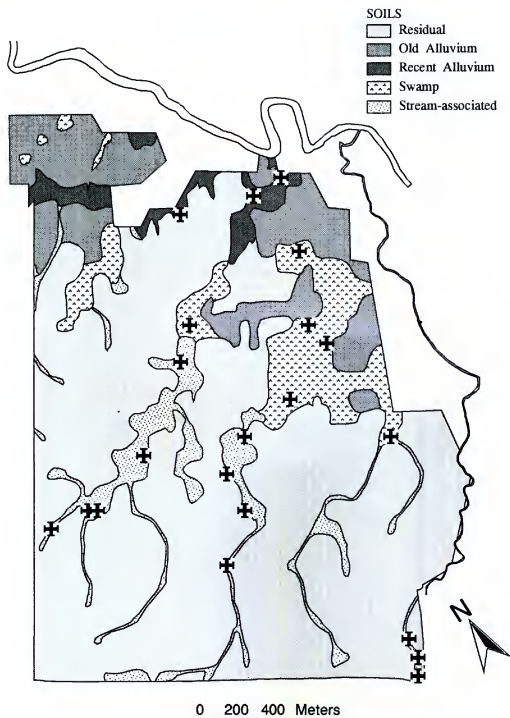 SOILS
Residual
Old Alluvium
Recent Alluvium
Swamp
Stream-associated
N
0 200 400 Meters